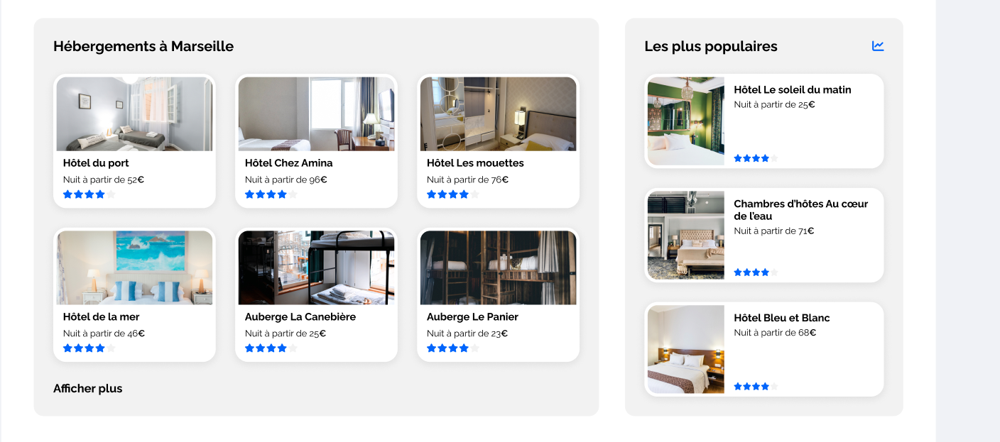 Hébergements à Marseille
Hôtel du port
Nuit à partir de 52€
Hôtel Chez Amina
Nuit à partir de 96€
Hôtel Les mouettes
Nuit à partir de 76€
Hôtel de la mer
Nuit à partir de 46€
Auberge La Canebière
Nuit à partir de 25€
Auberge Le Panier
Nuit à partir de 23€
Afficher plus
Les plus populaires
Hôtel Le soleil du matin
Nuit à partir de 25€
Chambres d’hôtes Au cœur
de l’eau
Nuit à partir de 71€
Hôtel Bleu et Blanc
Nuit à partir de 68€